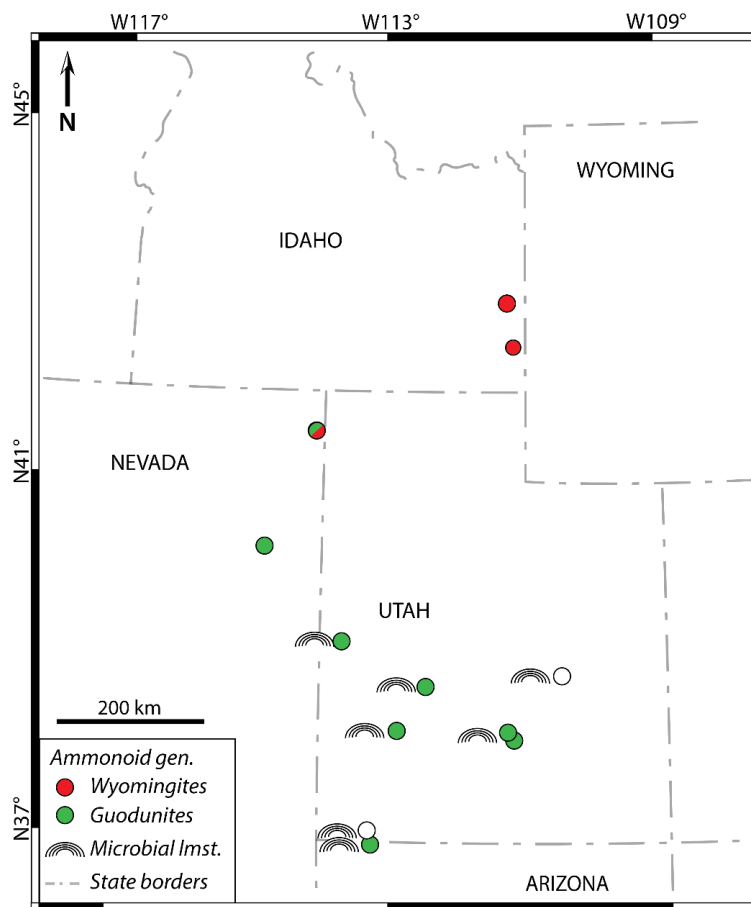 W117° W113° W109°
N45°
N
WYOMING
IDAHO
N41°
NEVADA
UTAH
200 km
Ammonoid gen.
Wyomingites
Guodunites
N37°
Microbial lmst.
State borders
ARIZONA